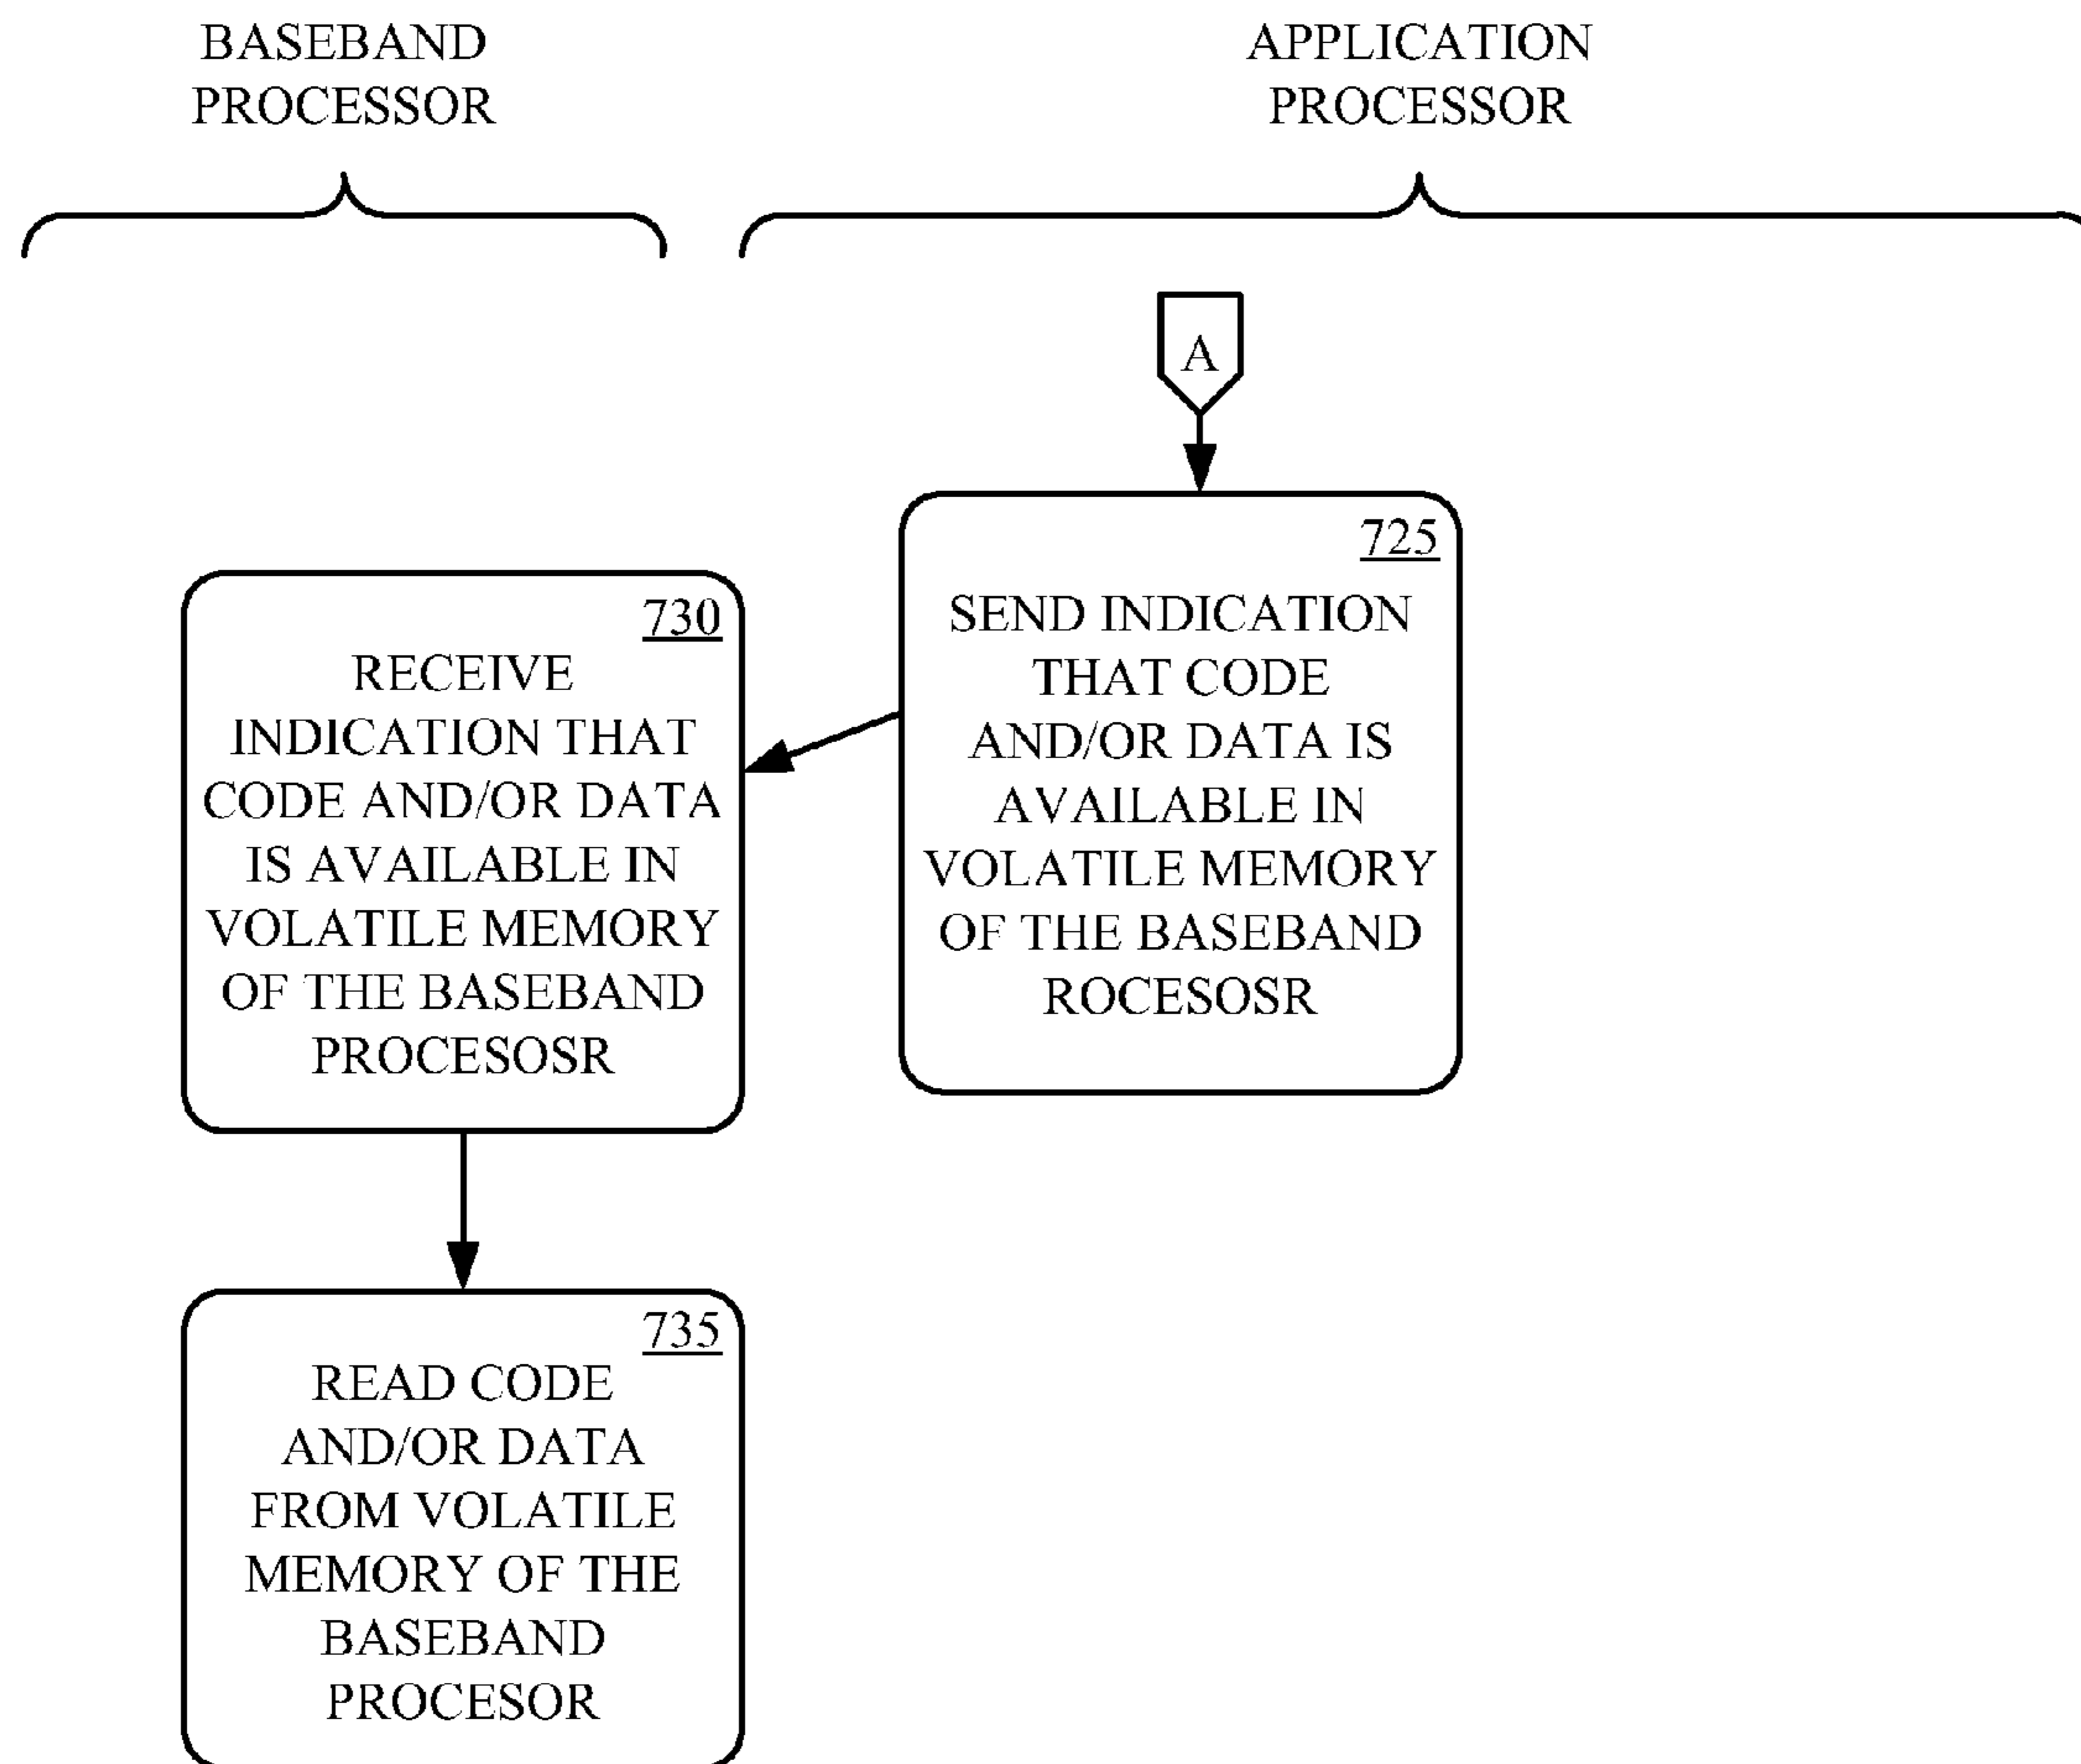 BASEBAND
PROCESSOR
APPLICATION
PROCESSOR
A
725
SEND INDICATION
THAT CODE
AND/OR DATA IS
AVAILABLE IN
VOLATILE MEMORY
OF THE BASEBAND
ROCESOSR
730
RECEIVE
INDICATION THAT
CODE AND/OR DATA
IS AVAILABLE IN
VOLATILE MEMORY
OF THE BASEBAND
PROCESOSR
735
READ CODE
AND/OR DATA
FROM VOLATILE
MEMORY OF THE
BASEBAND
PROCESOR